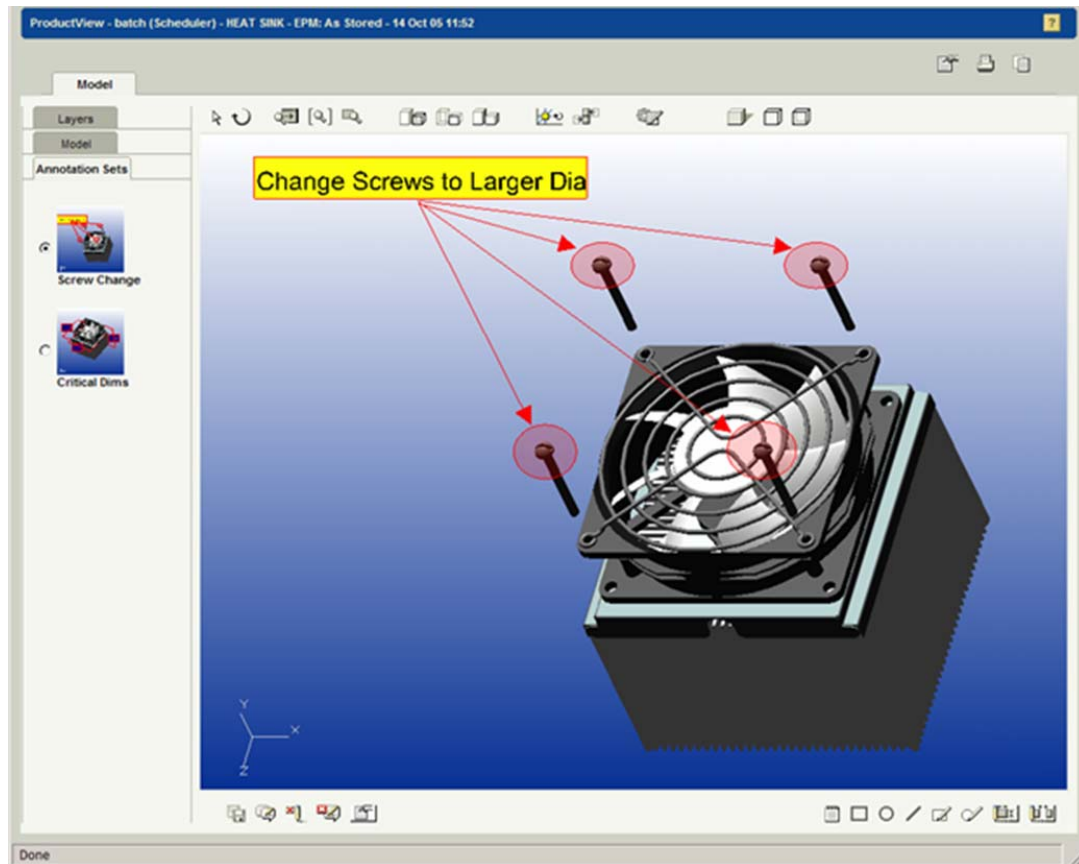 ProductView - batch (Scheduler) - HEAT SINK - EPM: As Stored - 14 Oct 05 11:52
?
Model
Layers
Model
Annotation Sets
Screw Change
Critical Dims
Change Screws to Larger Dia
Y
X
Z
Done